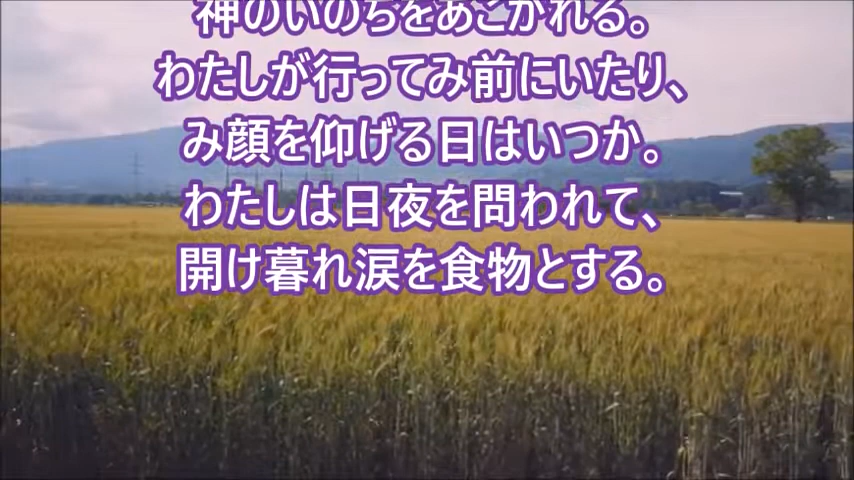 神のいのちをあこがれる。
わたしが行ってみ前にいたり、
み顔を仰げる日はいつか。
わたしは日夜を問われて、
開け暮れ涙を食物とする。